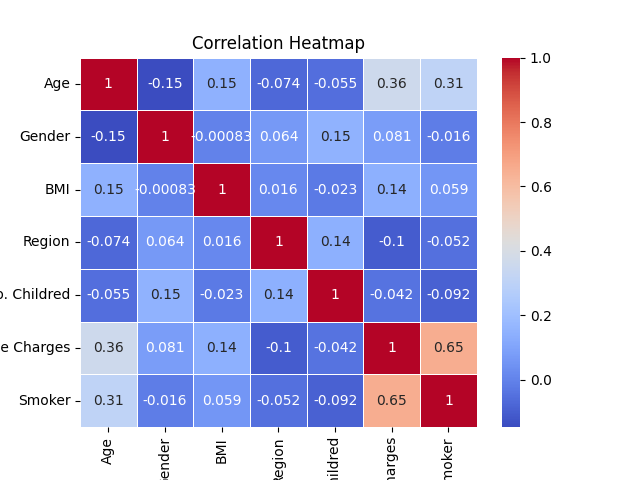 Correlation Heatmap
Age 1 -0.15 0.15 -0.074 -0.055 0.36 0.31
Gender -0.15 1 -0.00083 0.064 0.15 0.081 -0.016
BMI 0.15 -0.00083 1 0.016 -0.023 0.14 0.059
Region -0.074 0.064 0.016 1 0.14 -0.1 -0.052
. Childred -0.055 0.15 -0.023 0.14 1 -0.042 -0.092
e Charges 0.36 0.081 0.14 -0.1 -0.042 1 0.65
Smoker 0.31 -0.016 0.059 -0.052 -0.092 0.65 1
Age ender BMI Region hildred harges moker
1.0
0.8
0.6
0.4
0.2
0.0